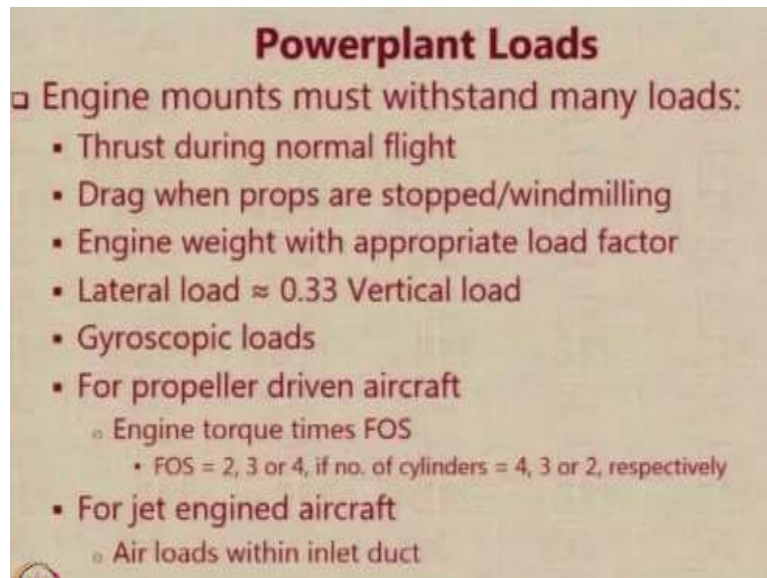 Powerplant Loads
Engine mounts must withstand many loads:
Thrust during normal flight
Drag when props are stopped/windmilling
Engine weight with appropriate load factor
Lateral load ≈ 0.33 Vertical load
Gyroscopic loads
For propeller driven aircraft
Engine torque times FOS
FOS = 2, 3 or 4, if no. of cylinders = 4, 3 or 2, respectively
For jet engined aircraft
Air loads within inlet duct